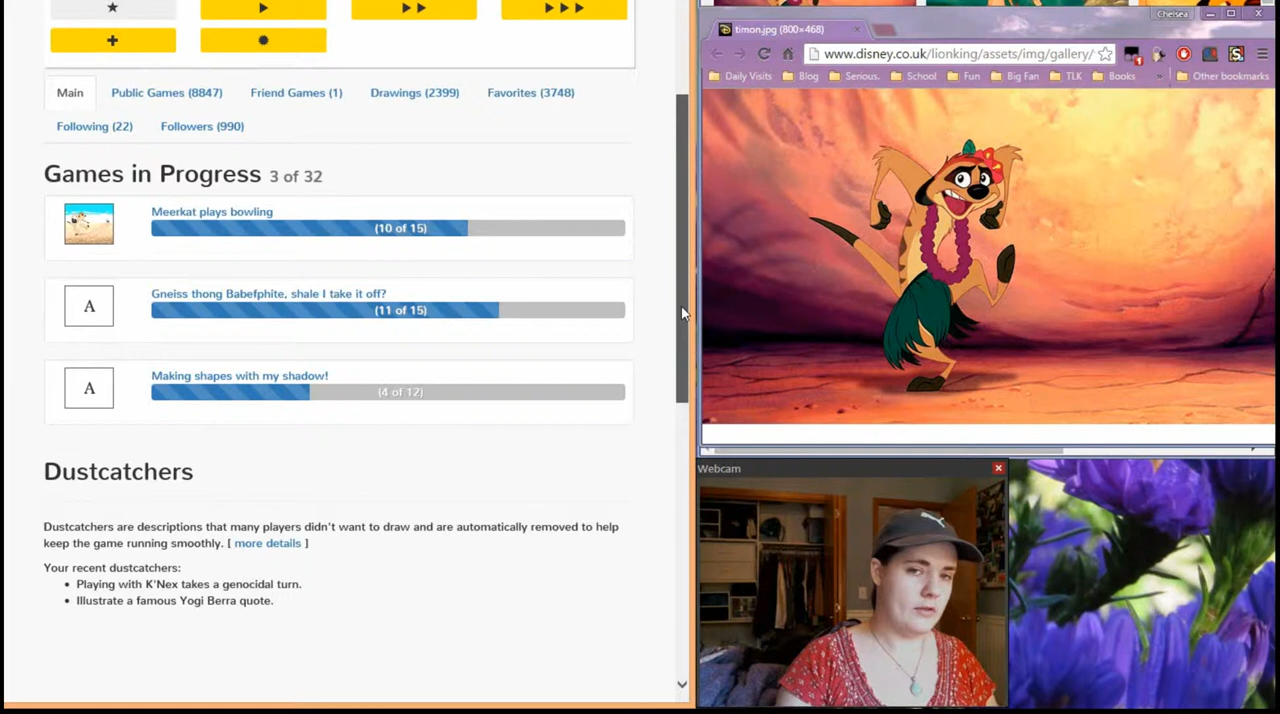 Main
Public Games (8847)
Friend Games (1)
Drawings (2399)
Favorites (3748)
Following (22)
Followers (990)
Games in Progress 3 of 32
Meerkat plays bowling
(10 of 15)
A
Gneiss thong Babefphite, shale I take it off?
(11 of 15)
A
Making shapes with my shadow!
(4 of 12)
Dustcatchers
Dustcatchers are descriptions that many players didn't want to draw and are automatically removed to help
keep the game running smoothly. [ more details ]
Your recent dustcatchers:
Playing with K'Nex takes a genocidal turn.
Illustrate a famous Yogi Berra quote.
Chelsea
timon.jpg (800×468)
www.disney.co.uk/lionking/assets/img/gallery/
Daily Visits
Blog
Serious.
School
Fun
Big Fan
TLK
Books
»
Other bookmarks
Webcam